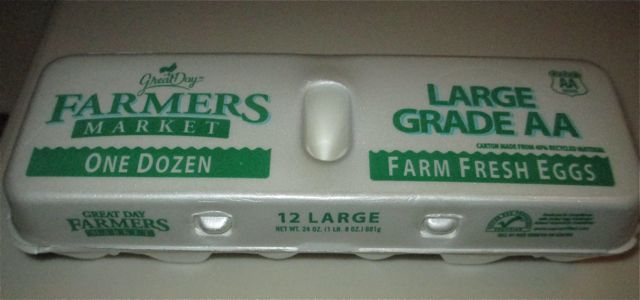 Great Day
FARMERS
MARKET
ONE DOZEN
LARGE
GRADE AA
AA
CARTON MADE FROM 40% RECYCLED MATERIAL
FARM FRESH EGGS
GREAT DAY
FARMERS
MARKET
12 LARGE
NET WT. 24 OZ. (1 LB. 8 OZ.) 681g